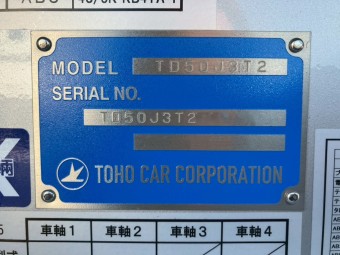 MODEL TD50J3T2
SERIAL NO.
TD50J3T2
TOHO CAR CORPORATION
車軸1 車軸2 車軸3 車軸4